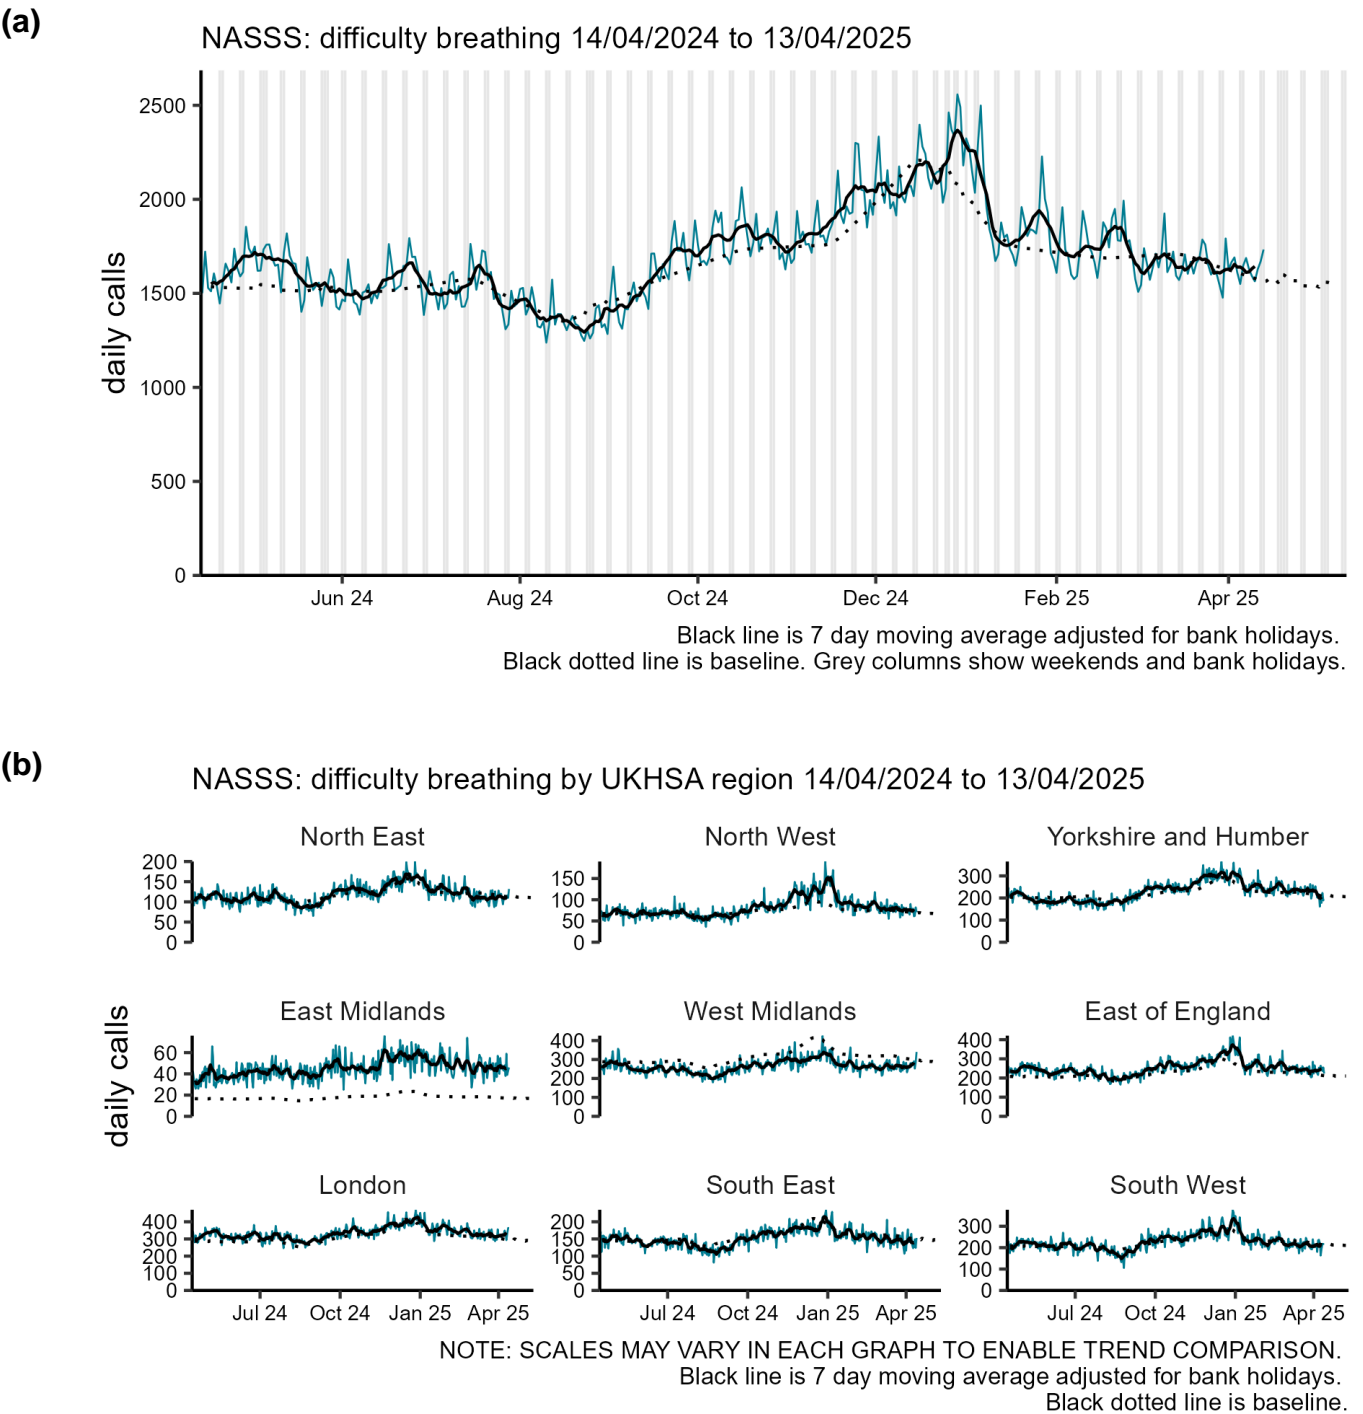 (a)
NASSS: difficulty breathing 14/04/2024 to 13/04/2025
2500
2000
1500
1000
500
0
daily calls
Jun 24 Aug 24 Oct 24 Dec 24 Feb 25 Apr 25
Black line is 7 day moving average adjusted for bank holidays.
Black dotted line is baseline. Grey columns show weekends and bank holidays.
(b)
NASSS: difficulty breathing by UKHSA region 14/04/2024 to 13/04/2025
daily calls
North East
200
150
100
50
0
North West
150
100
50
0
Yorkshire and Humber
300
200
100
0
East Midlands
60
40
20
0
West Midlands
400
300
200
100
0
East of England
400
300
200
100
0
London
400
300
200
100
0
Jul 24 Oct 24 Jan 25 Apr 25
South East
200
150
100
50
0
Jul 24 Oct 24 Jan 25 Apr 25
South West
300
200
100
0
Jul 24 Oct 24 Jan 25 Apr 25
NOTE: SCALES MAY VARY IN EACH GRAPH TO ENABLE TREND COMPARISON.
Black line is 7 day moving average adjusted for bank holidays.
Black dotted line is baseline.